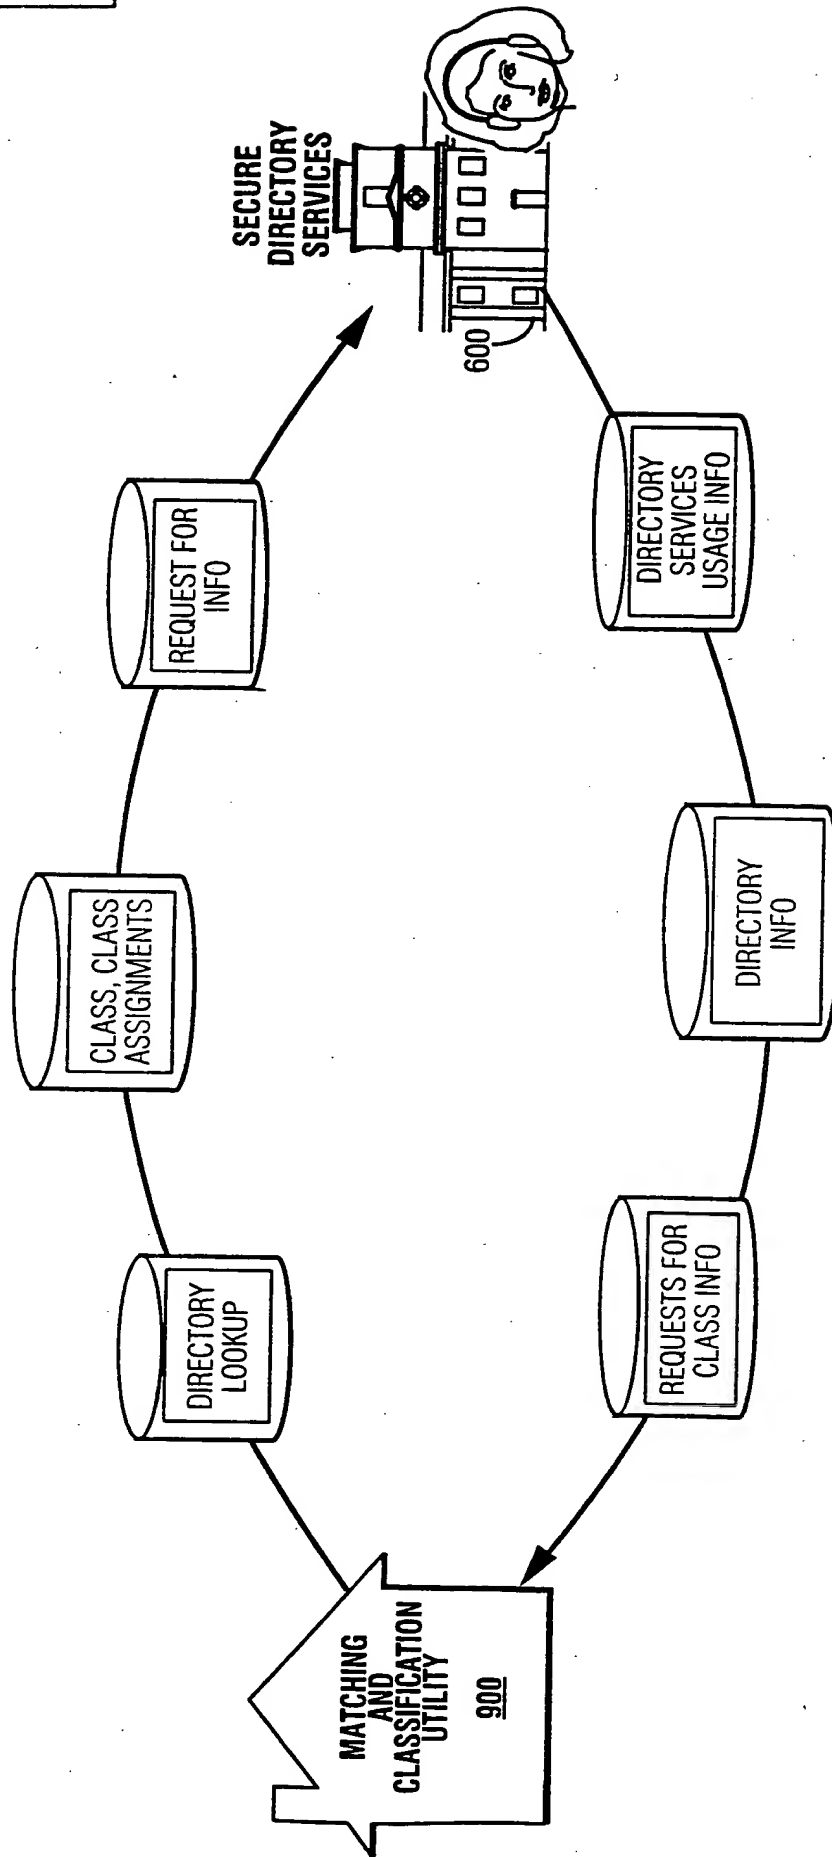 DIRECTORY
LOOKUP
CLASS, CLASS
ASSIGNMENTS
REQUEST FOR
INFO
SECURE
DIRECTORY
SERVICES
600
MATCHING
AND
CLASSIFICATION
UTILITY
900
REQUESTS FOR
CLASS INFO
DIRECTORY
INFO
DIRECTORY
SERVICES
USAGE INFO